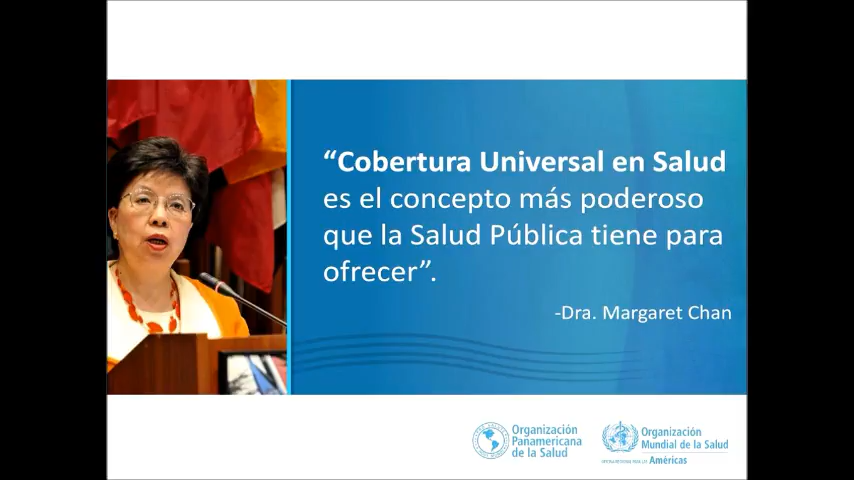 “Cobertura Universal en Salud
es el concepto más poderoso
que la Salud Pública tiene para
ofrecer”.
-Dra. Margaret Chan
Organización
Panamericana
de la Salud
Organización
Mundial de la Salud
Américas